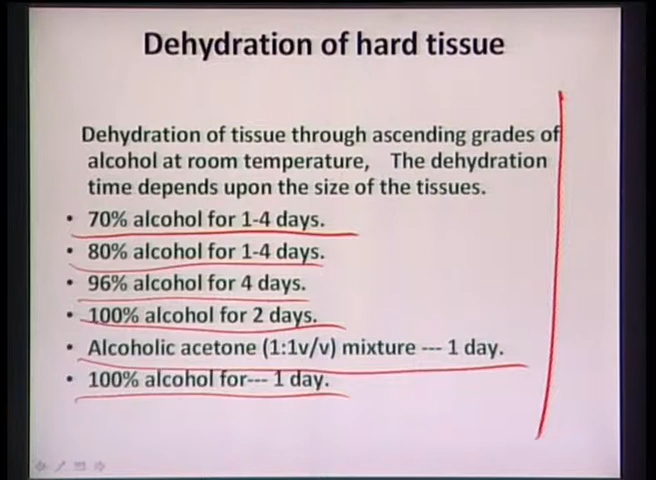 Dehydration of hard tissue
Dehydration of tissue through ascending grades of
alcohol at room temperature, The dehydration
time depends upon the size of the tissues.
• 70% alcohol for 1-4 days.
• 80% alcohol for 1-4 days.
• 96% alcohol for 4 days.
• 100% alcohol for 2 days.
• Alcoholic acetone (1:1v/v) mixture --- 1 day.
• 100% alcohol for--- 1 day.